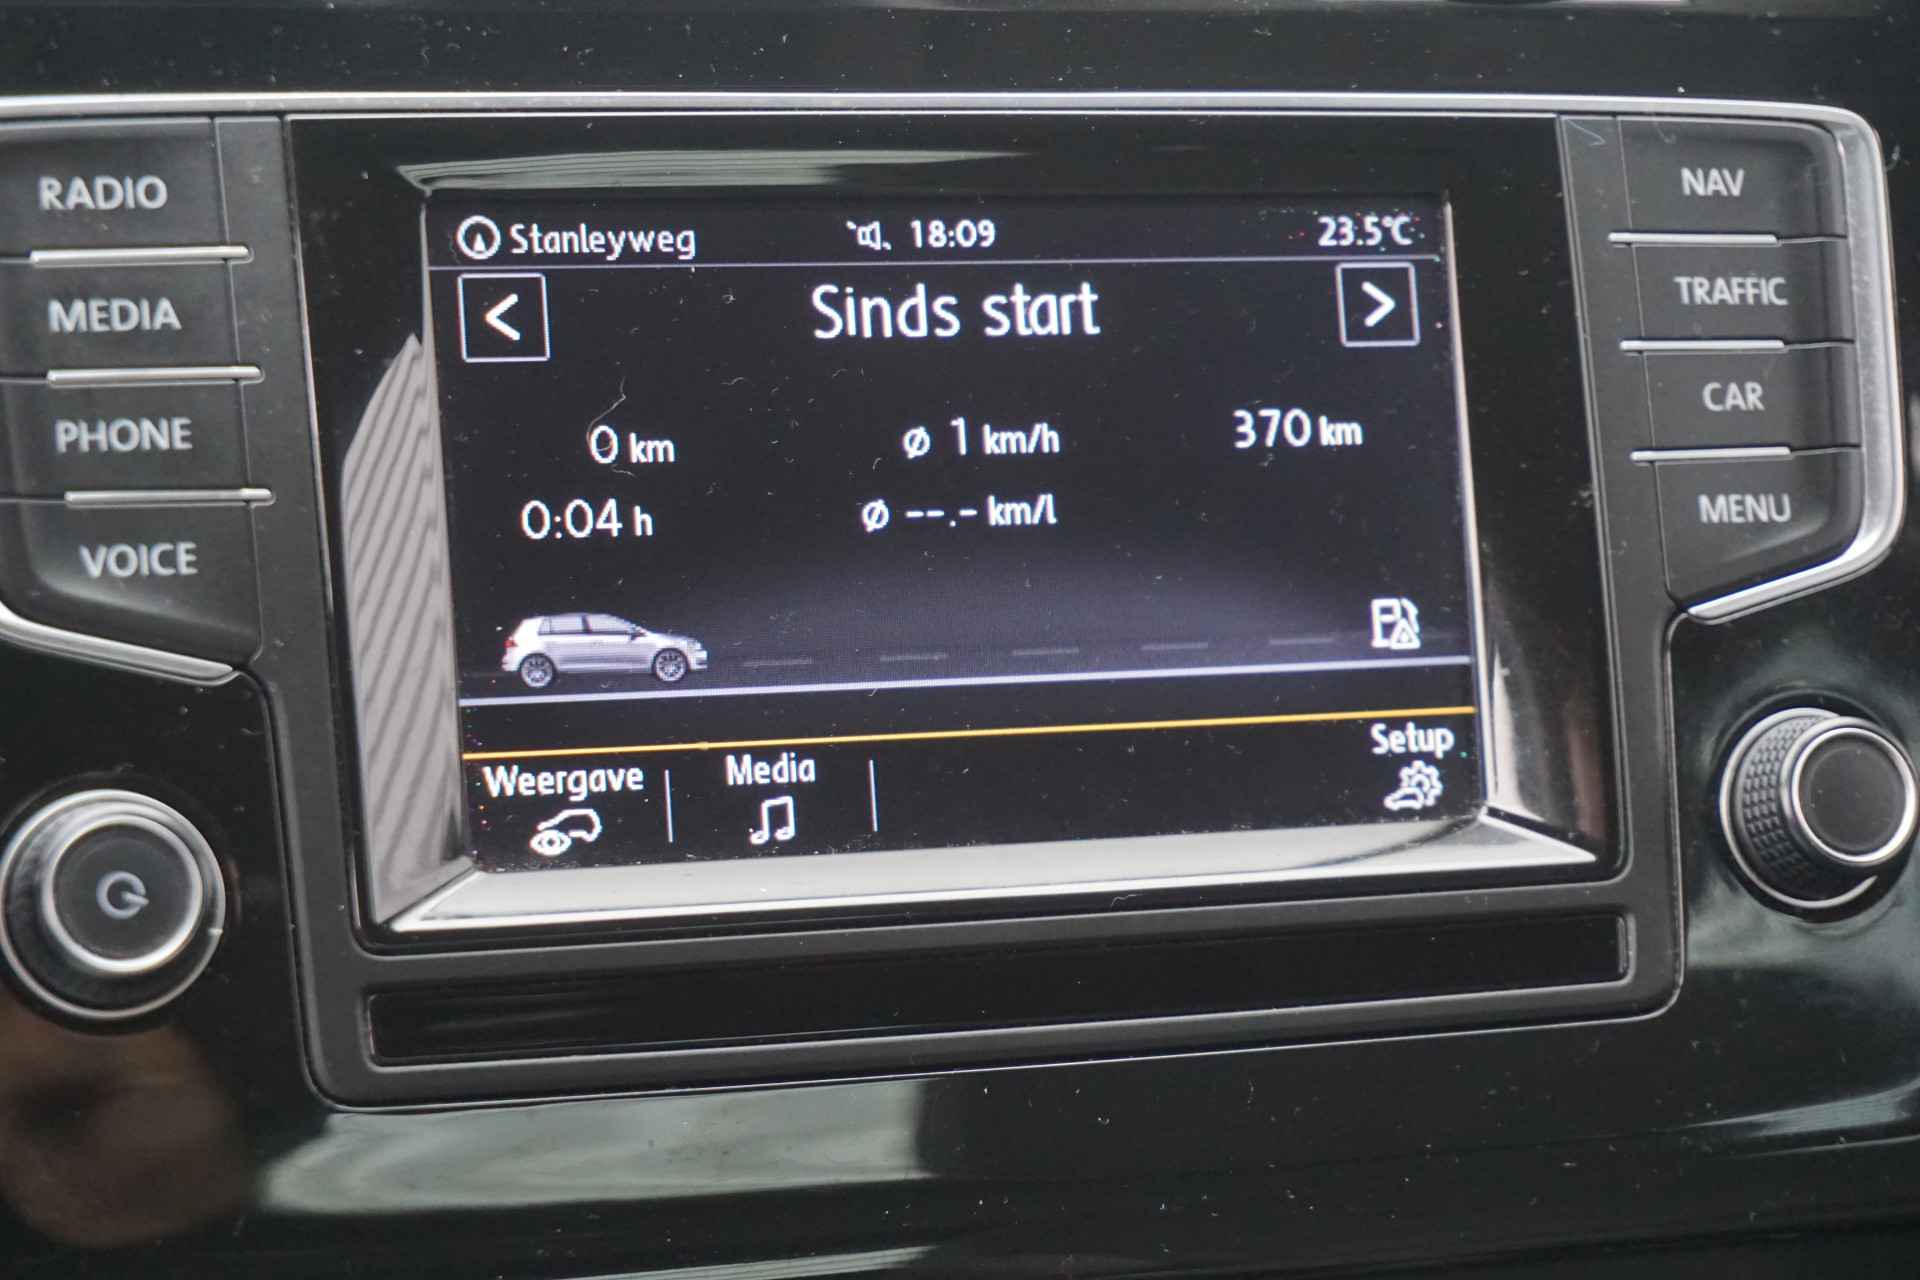 RADIO
MEDIA
PHONE
VOICE
Stanleyweg 18:09 23.5°C
< Sinds start >
0 km ø 1 km/h 370 km
0:04 h ø --.- km/l
Weergave Media Setup
NAV
TRAFFIC
CAR
MENU